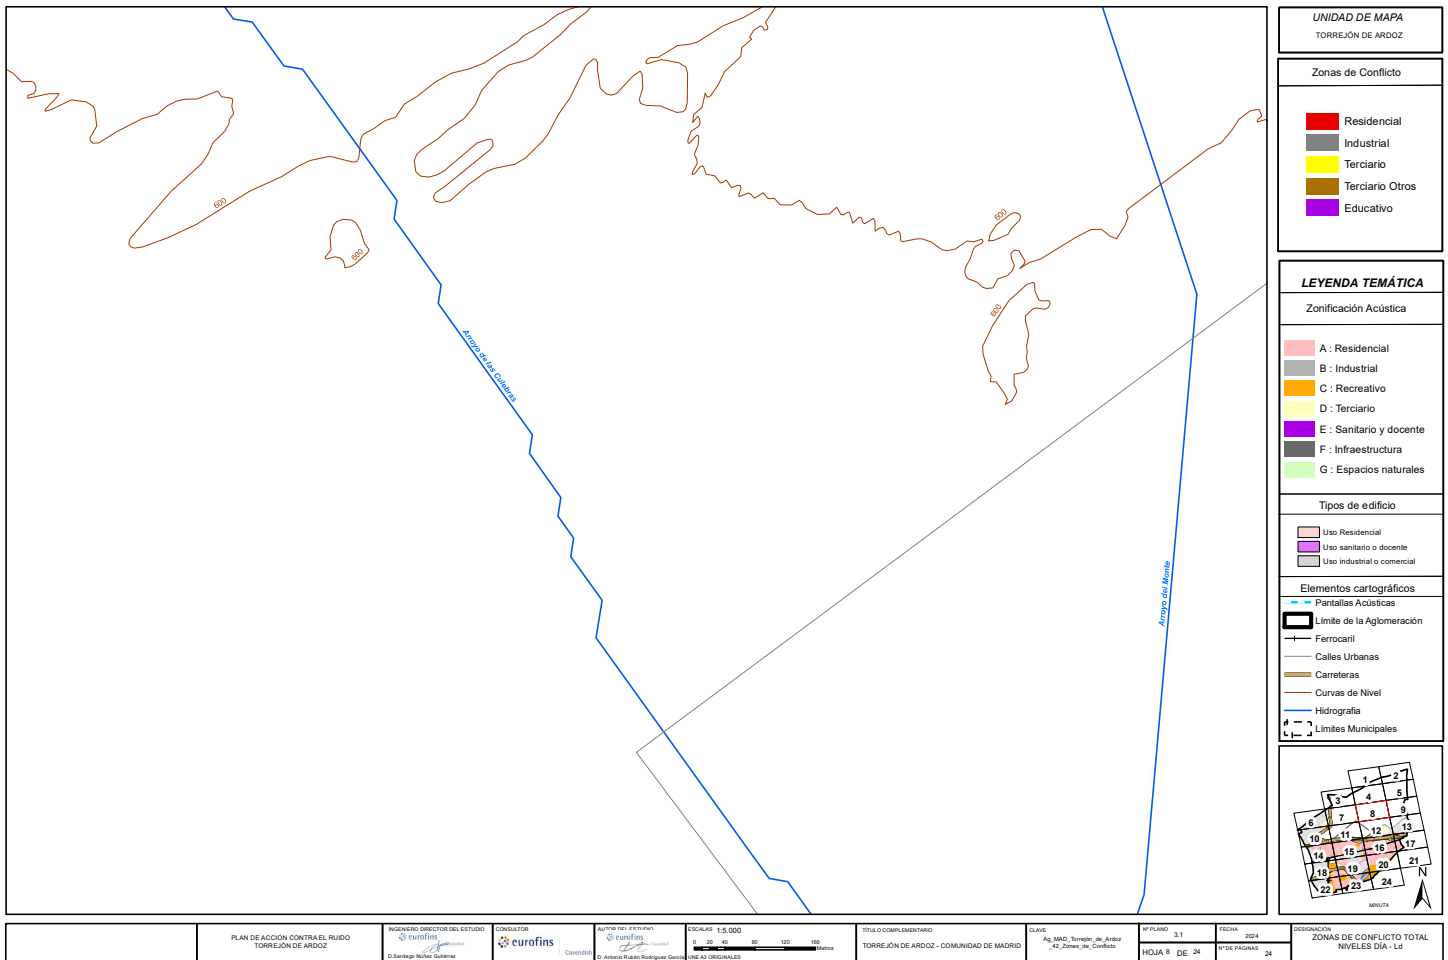 UNIDAD DE MAPA
TORREJÓN DE ARDOZ
Zonas de Conflicto
Residencial
Industrial
Terciario
Terciario Otros
Educativo
LEYENDA TEMÁTICA
Zonificación Acústica
A : Residencial
B : Industrial
C : Recreativo
D : Terciario
E : Sanitario y docente
F : Infraestructura
G : Espacios naturales
Tipos de edificio
Uso Residencial
Uso sanitario o docente
Uso industrial o comercial
Elementos cartográficos
Pantallas Acústicas
Límite de la Aglomeración
Ferrocaril
Calles Urbanas
Carreteras
Curvas de Nivel
Hidrografia
Límites Municipales
600
600
600
600
Arroyo de las Culebras
Arroyo del Monte
1 2
3 4 5
6 7 8 9
10 11 12 13
14 15 16 17
18 19 20 21
22 23 24
N
MINUTA
PLAN DE ACCION CONTRA EL RUIDO
TORREJÓN DE ARDOZ
INGENIERO DIRECTOR DEL ESTUDIO
eurofins
D.Santiago Núñez Gutiérrez
CONSULTOR
eurofins
Cavendish
AUTOR DEL ESTUDIO
eurofins
D. Antonio Rubén Rodríguez García
ESCALAS 1:5.000
0 20 40 80 120 160
Metros
UNE A3 ORIGINALES
TÍTULO COMPLEMENTARIO
TORREJÓN DE ARDOZ - COMUNIDAD DE MADRID
CLAVE
Ag_MAD_Torrejón_de_Ardoz
_42_Zonas_de_Conflicto
Nº PLANO
3.1
HOJA 8 DE 24
FECHA
2024
Nº DE PÁGINAS
24
DESIGNACIÓN
ZONAS DE CONFLICTO TOTAL
NIVELES DÍA - Ld